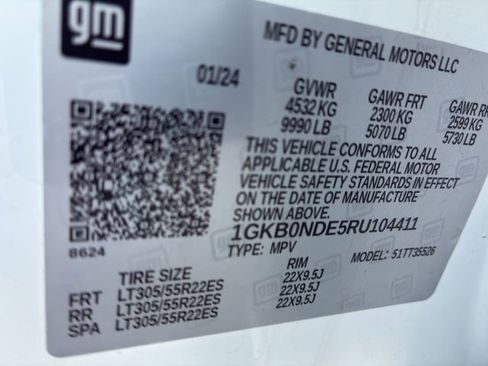 gm
MFD BY GENERAL MOTORS LLC
01/24
GVWR GAWR FRT GAWR RR
4532 KG 2300 KG 2599 KG
9990 LB 5070 LB 5730 LB
THIS VEHICLE CONFORMS TO ALL
APPLICABLE U.S. FEDERAL MOTOR
VEHICLE SAFETY STANDARDS IN EFFECT
ON THE DATE OF MANUFACTURE
SHOWN ABOVE.
1GKB0NDE5RU104411
8624
TYPE: MPV MODEL: 51TT35526
TIRE SIZE RIM
FRT LT305/55R22ES 22X9.5J
RR LT305/55R22ES 22X9.5J
SPA LT305/55R22ES 22X9.5J